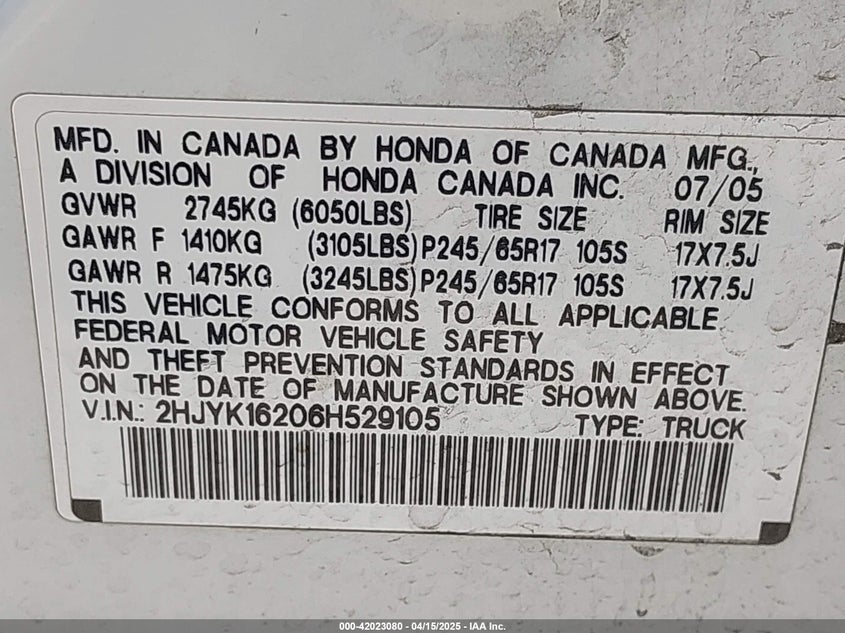 MFD. IN CANADA BY HONDA OF CANADA MFG.,
A DIVISION OF HONDA CANADA INC. 07/05
GVWR 2745KG (6050LBS) TIRE SIZE RIM SIZE
GAWR F 1410KG (3105LBS) P245/65R17 105S 17X7.5J
GAWR R 1475KG (3245LBS) P245/65R17 105S 17X7.5J
THIS VEHICLE CONFORMS TO ALL APPLICABLE
FEDERAL MOTOR VEHICLE SAFETY
AND THEFT PREVENTION STANDARDS IN EFFECT
ON THE DATE OF MANUFACTURE SHOWN ABOVE.
V.I.N.: 2HJYK16206H529105 TYPE: TRUCK
000-42023080 - 04/15/2025 - IAA Inc.